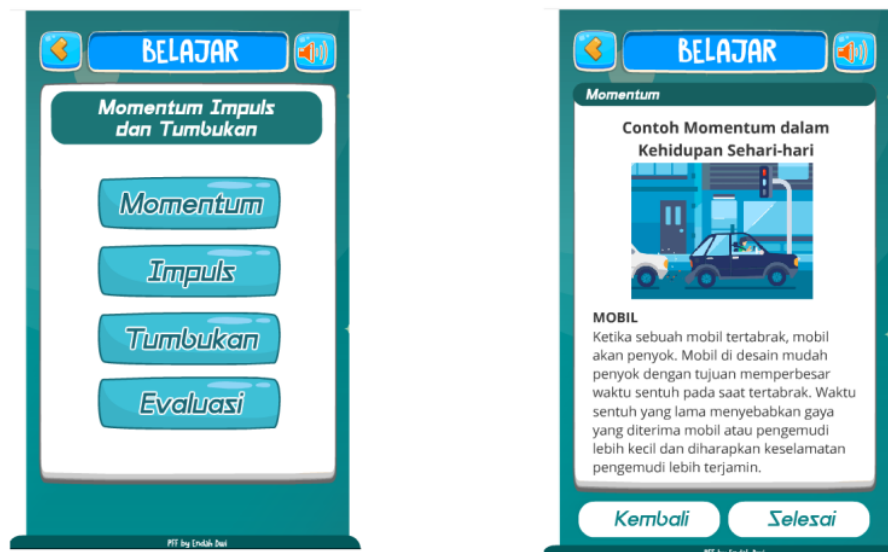 BELAJAR
Momentum Impuls
dan Tumbukan
Momentum
Impuls
Tumbukan
Evaluasi
MFF by Endah Dwi
BELAJAR
Momentum
Contoh Momentum dalam
Kehidupan Sehari-hari
MOBIL
Ketika sebuah mobil tertabrak, mobil
akan penyok. Mobil di desain mudah
penyok dengan tujuan memperbesar
waktu sentuh pada saat tertabrak. Waktu
sentuh yang lama menyebabkan gaya
yang diterima mobil atau pengemudi
lebih kecil dan diharapkan keselamatan
pengemudi lebih terjamin.
Kembali
Selesai